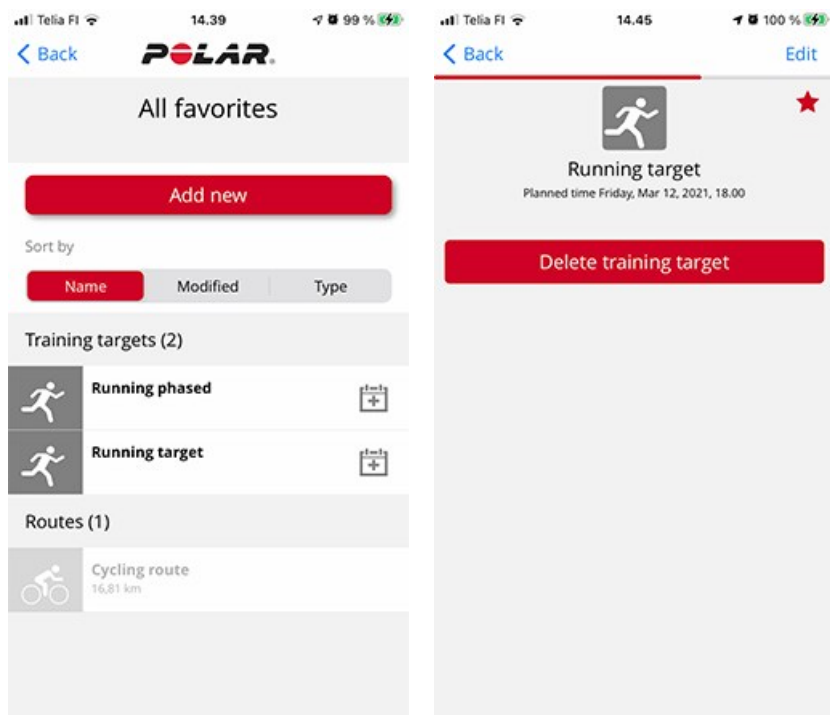 Telia FI 14.39 99 %
Back POLAR.
All favorites
Add new
Sort by
Name Modified Type
Training targets (2)
Running phased
Running target
Routes (1)
Cycling route
16,81 km
Telia FI 14.45 100 %
Back Edit
Running target
Planned time Friday, Mar 12, 2021, 18.00
Delete training target